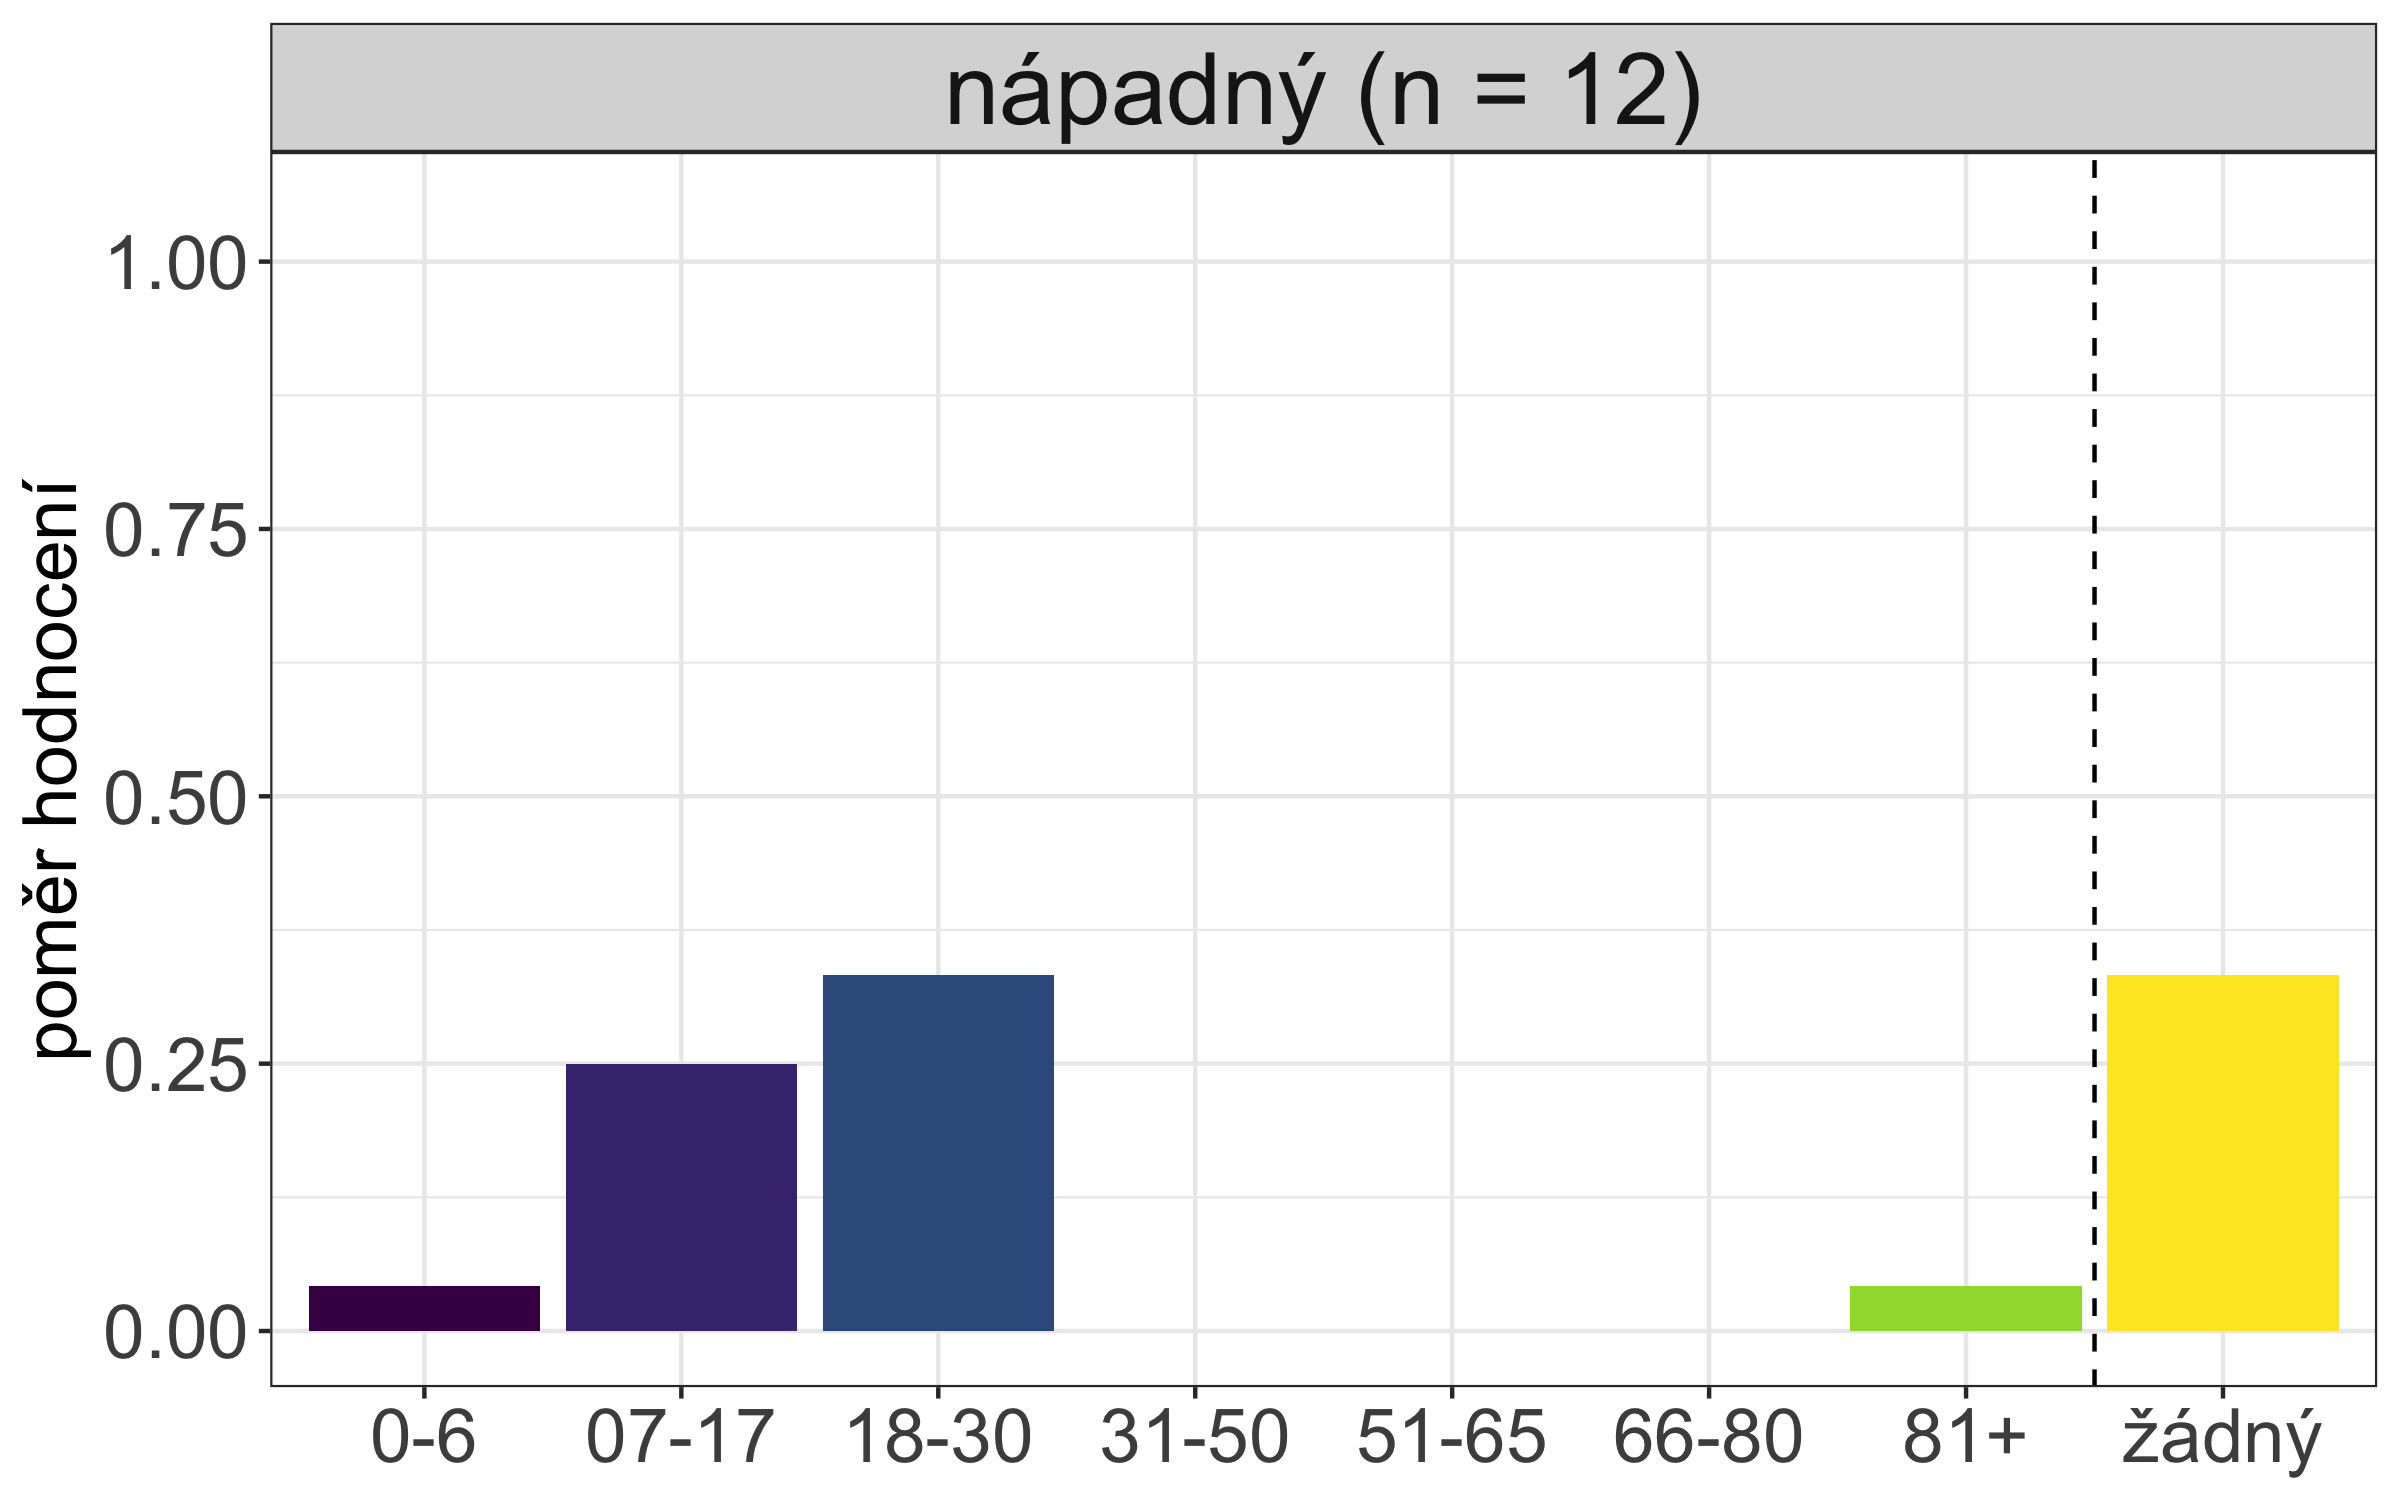 nápadný (n = 12)
poměr hodnocení
1.00
0.75
0.50
0.25
0.00
0-6 07-17 18-30 31-50 51-65 66-80 81+ žádný